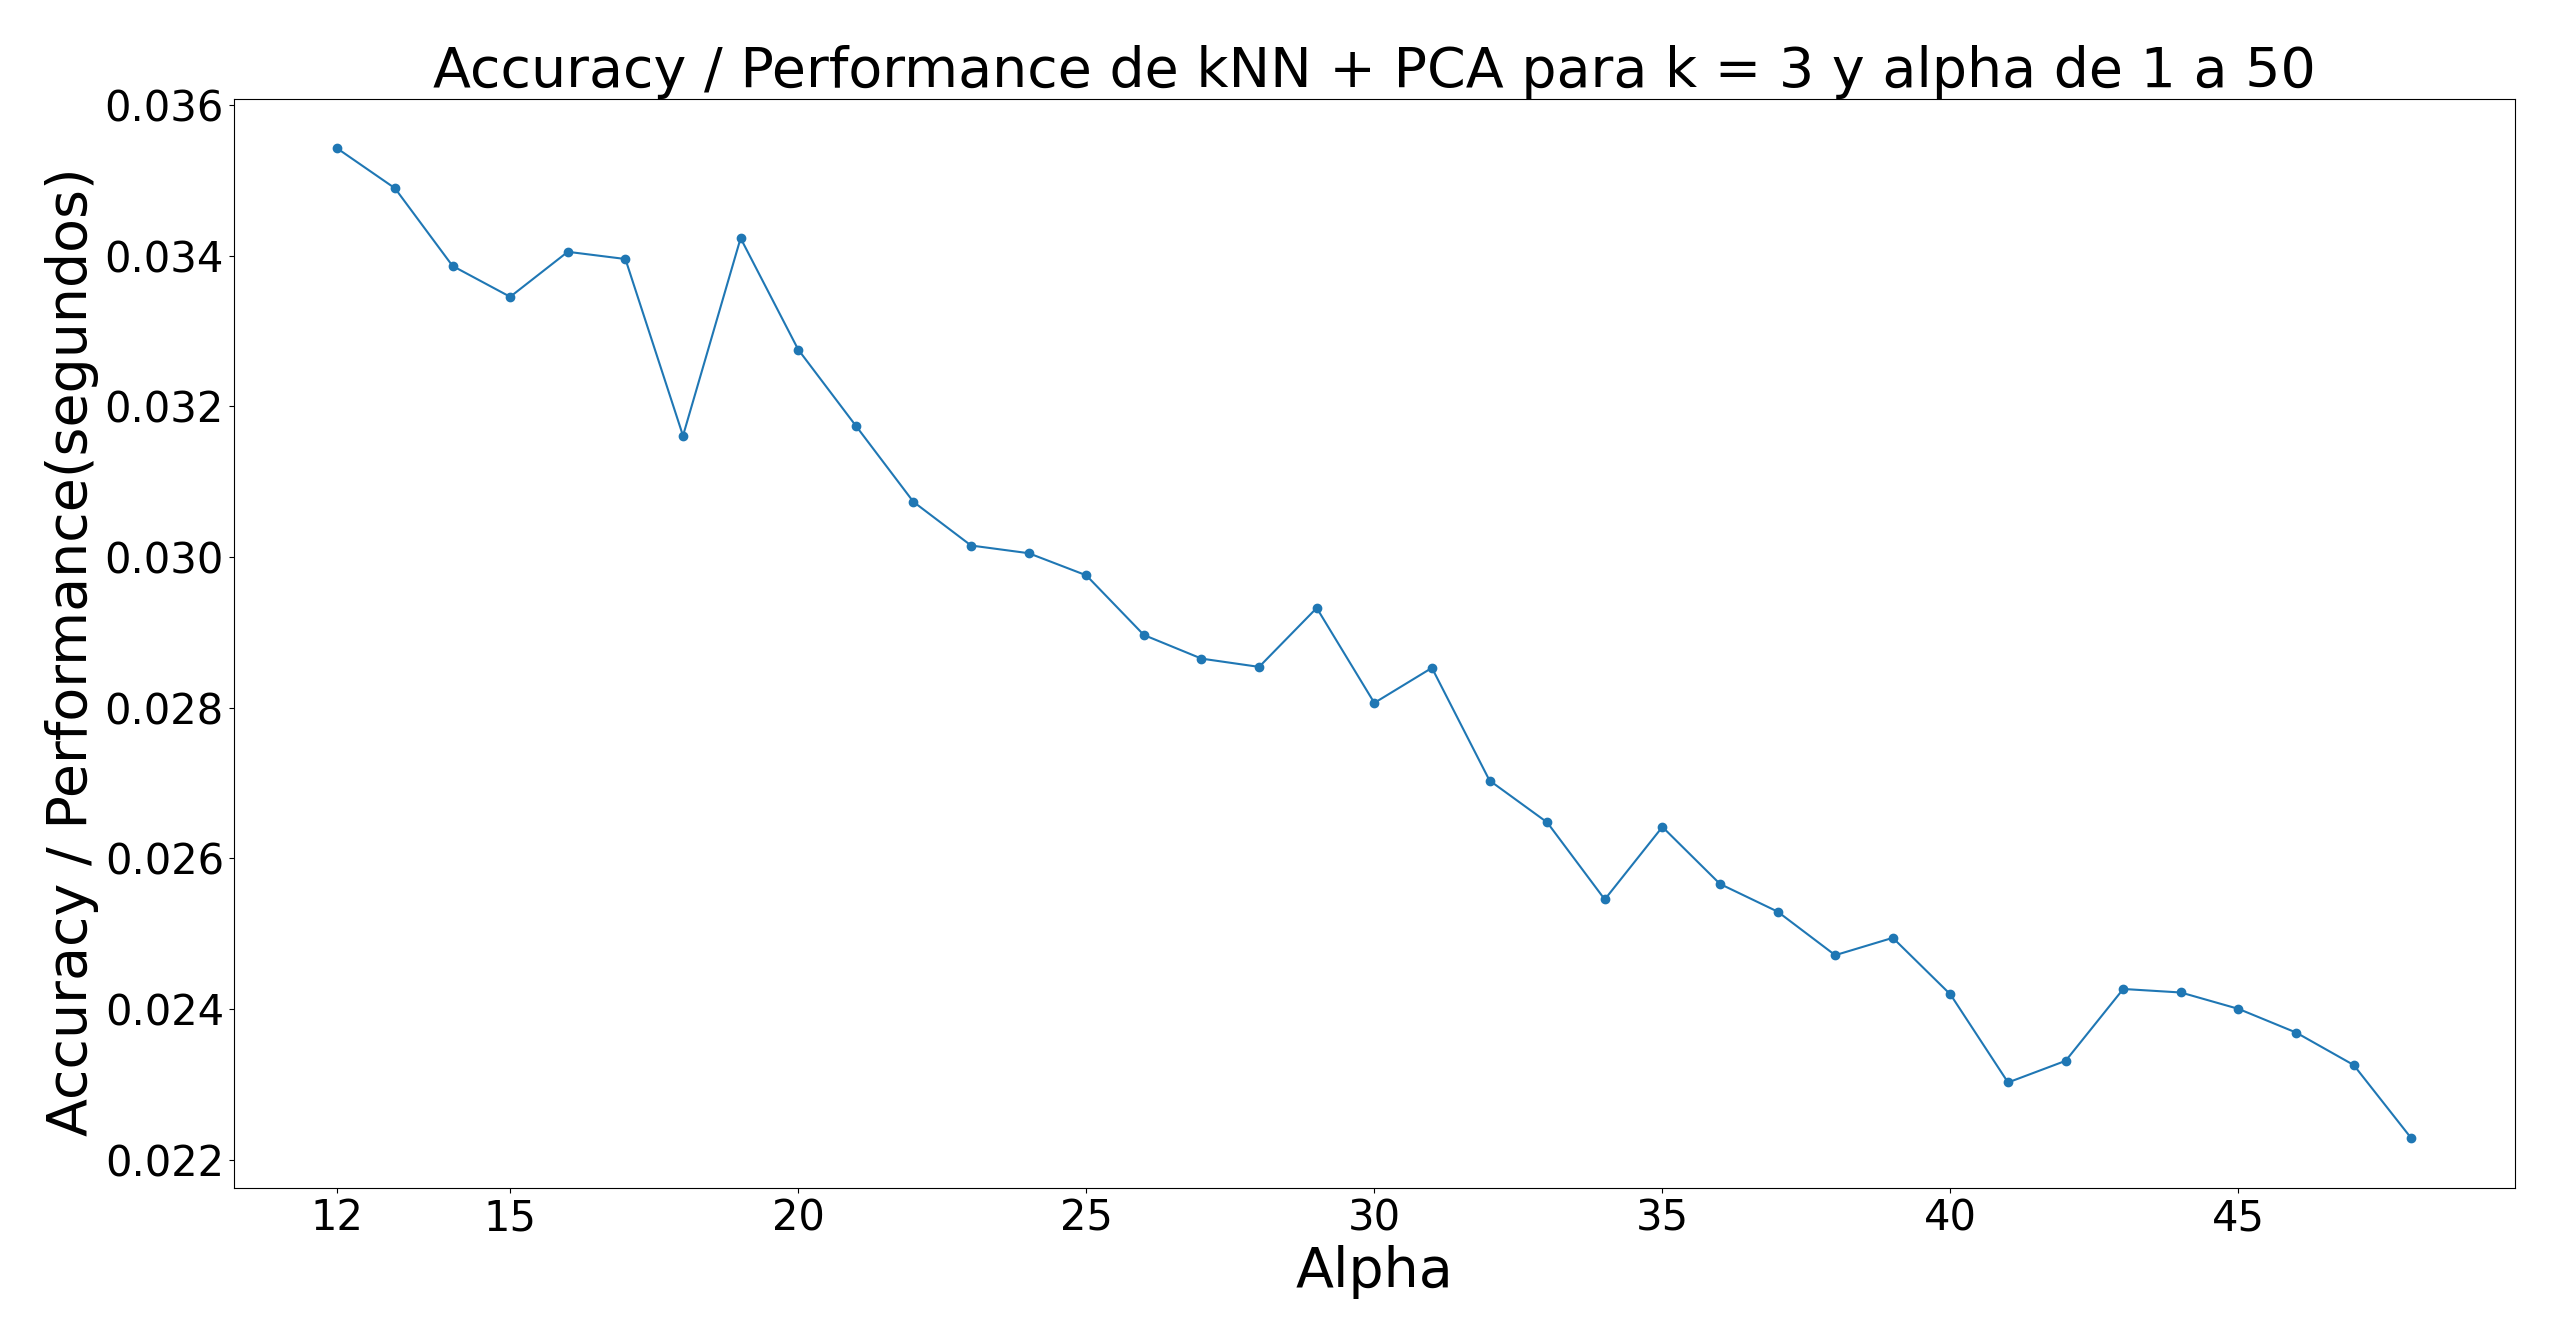 Accuracy / Performance de kNN + PCA para k = 3 y alpha de 1 a 50
Accuracy / Performance(segundos)
0.036
0.034
0.032
0.030
0.028
0.026
0.024
0.022
12 15 20 25 30 35 40 45
Alpha